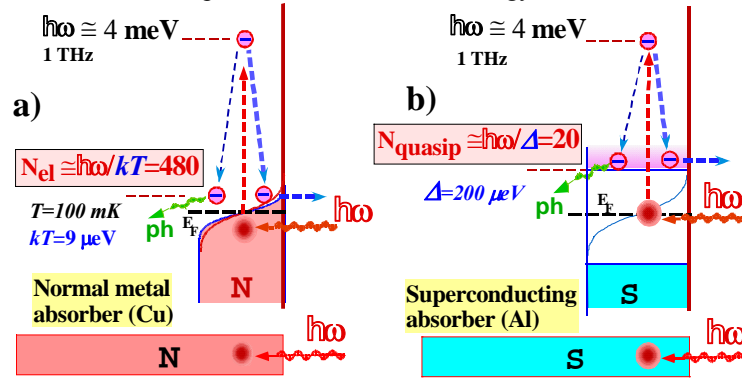 ħω ≅ 4 meV
1 THz
a)
N_el ≅ħω/kT=480
T=100 mK
kT=9 μeV
ph
E_F
ħω
N
Normal metal
absorber (Cu)
N
ħω
ħω ≅ 4 meV
1 THz
b)
N_quasip ≅ħω/Δ=20
Δ=200 μeV
ph
E_F
ħω
S
Superconducting
absorber (Al)
S
ħω